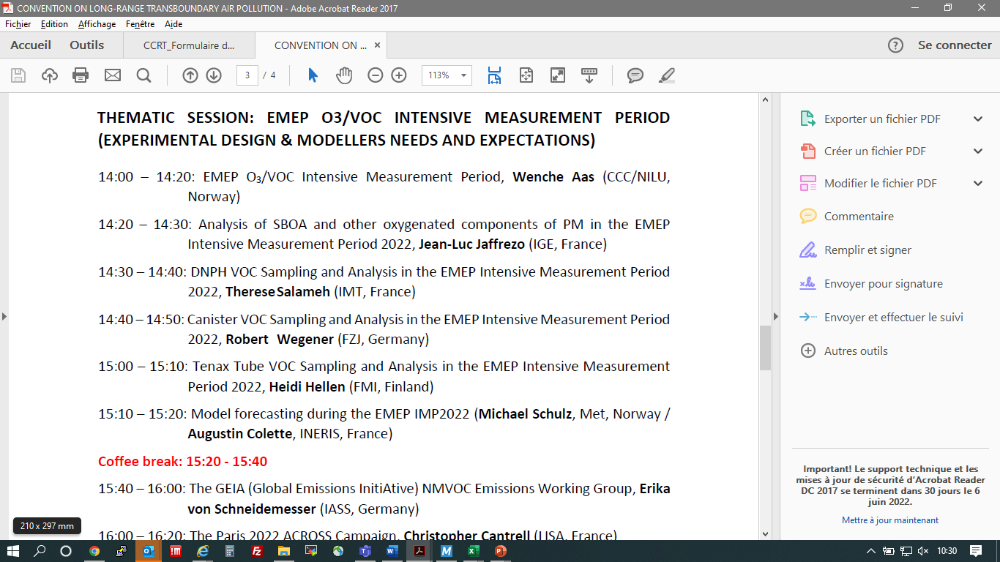 CONVENTION ON LONG-RANGE TRANSBOUNDARY AIR POLLUTION - Adobe Acrobat Reader 2017
Fichier Edition Affichage Fenêtre Aide
Accueil Outils CCRT_Formulaire d... CONVENTION ON ... × ? Se connecter
3 / 4 113%
THEMATIC SESSION: EMEP O3/VOC INTENSIVE MEASUREMENT PERIOD
(EXPERIMENTAL DESIGN & MODELLERS NEEDS AND EXPECTATIONS)
14:00 – 14:20: EMEP O₃/VOC Intensive Measurement Period, Wenche Aas (CCC/NILU,
Norway)
14:20 – 14:30: Analysis of SBOA and other oxygenated components of PM in the EMEP
Intensive Measurement Period 2022, Jean-Luc Jaffrezo (IGE, France)
14:30 – 14:40: DNPH VOC Sampling and Analysis in the EMEP Intensive Measurement Period
2022, Therese Salameh (IMT, France)
14:40 – 14:50: Canister VOC Sampling and Analysis in the EMEP Intensive Measurement Period
2022, Robert Wegener (FZJ, Germany)
15:00 – 15:10: Tenax Tube VOC Sampling and Analysis in the EMEP Intensive Measurement
Period 2022, Heidi Hellen (FMI, Finland)
15:10 – 15:20: Model forecasting during the EMEP IMP2022 (Michael Schulz, Met, Norway /
Augustin Colette, INERIS, France)
Coffee break: 15:20 - 15:40
15:40 – 16:00: The GEIA (Global Emissions InitiAtive) NMVOC Emissions Working Group, Erika
von Schneidemesser (IASS, Germany)
16:00 – 16:20: The Paris 2022 ACROSS Campaign, Christopher Cantrell (LISA, France)
210 x 297 mm
Exporter un fichier PDF
Créer un fichier PDF
Modifier le fichier PDF
Commentaire
Remplir et signer
Envoyer pour signature
Envoyer et effectuer le suivi
Autres outils
Important! Le support technique et les
mises à jour de sécurité d'Acrobat Reader
DC 2017 se terminent dans 30 jours le 6
juin 2022.
Mettre à jour maintenant
10:30